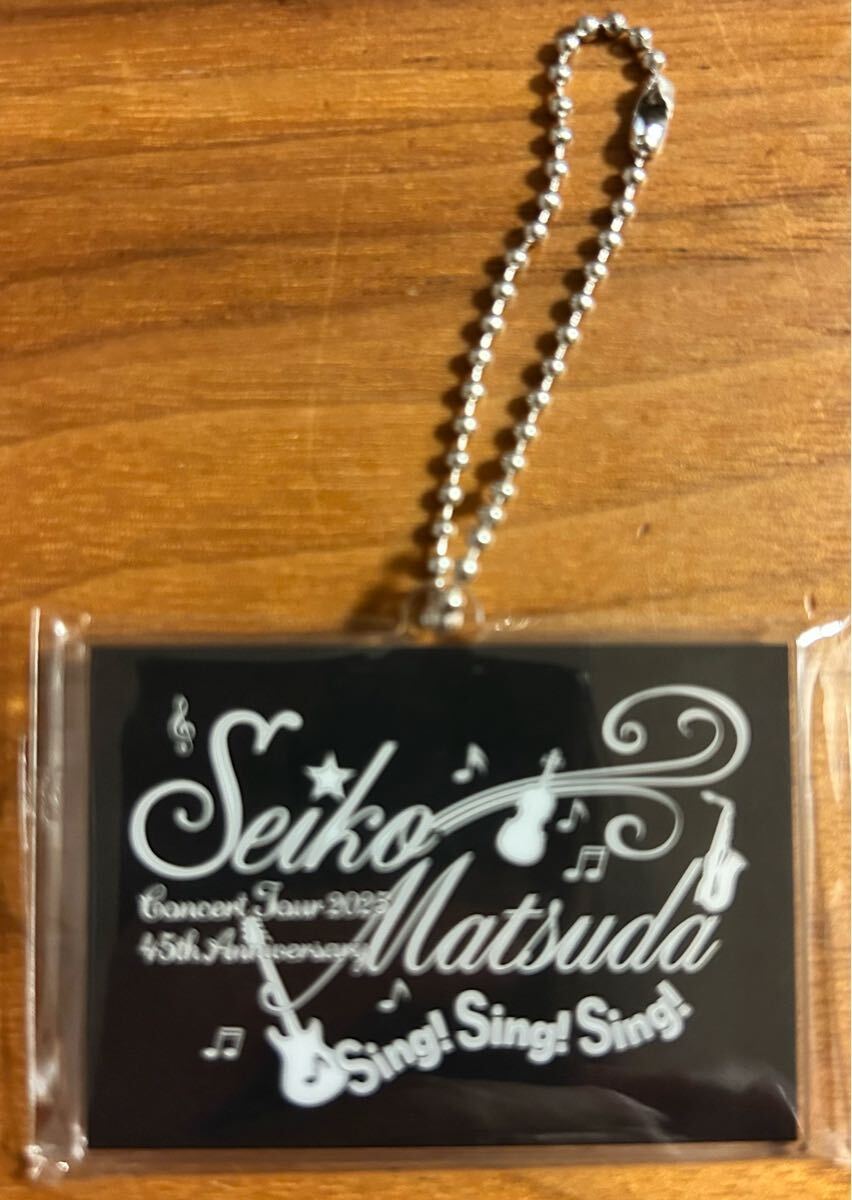 Seiko
Concert Tour 2025
45th Anniversary
Matsuda
Sing! Sing! Sing!